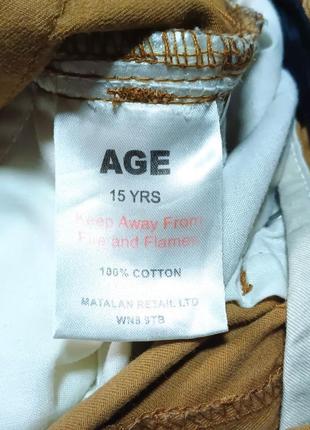 AGE
15 YRS
Keep Away From
Fire and Flames
100% COTTON
MATALAN RETAIL LTD
WN8 9TB